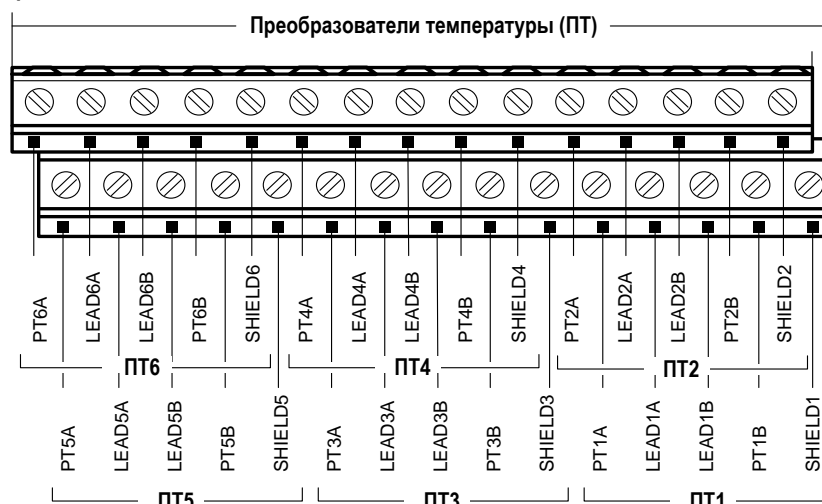 Преобразователи температуры (ПТ)
PT6A LEAD6A LEAD6B PT6B SHIELD6 PT4A LEAD4A LEAD4B PT4B SHIELD4 PT2A LEAD2A LEAD2B PT2B SHIELD2
ПТ6 ПТ4 ПТ2
PT5A LEAD5A LEAD5B PT5B SHIELD5 PT3A LEAD3A LEAD3B PT3B SHIELD3 PT1A LEAD1A LEAD1B PT1B SHIELD1
ПТ5 ПТ3 ПТ1